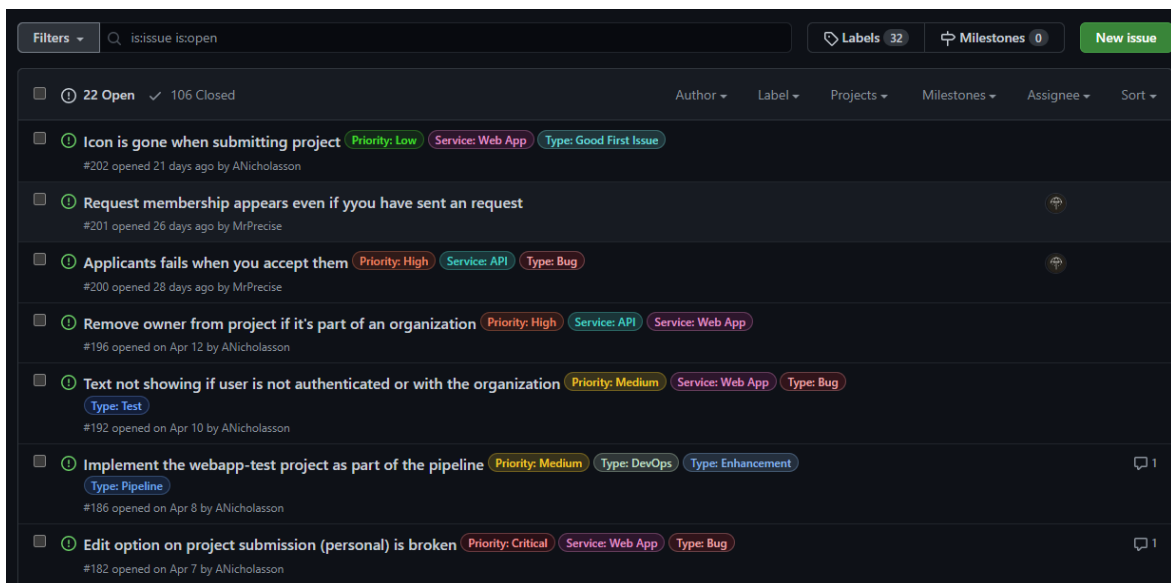 Filters
is:issue is:open
Labels 32
Milestones 0
New issue
22 Open 106 Closed
Author Label Projects Milestones Assignee Sort
Icon is gone when submitting project Priority: Low Service: Web App Type: Good First Issue
#202 opened 21 days ago by ANicholasson
Request membership appears even if yyou have sent an request
#201 opened 26 days ago by MrPrecise
Applicants fails when you accept them Priority: High Service: API Type: Bug
#200 opened 28 days ago by MrPrecise
Remove owner from project if it's part of an organization Priority: High Service: API Service: Web App
#196 opened on Apr 12 by ANicholasson
Text not showing if user is not authenticated or with the organization Priority: Medium Service: Web App Type: Bug
Type: Test
#192 opened on Apr 10 by ANicholasson
Implement the webapp-test project as part of the pipeline Priority: Medium Type: DevOps Type: Enhancement 1
Type: Pipeline
#186 opened on Apr 8 by ANicholasson
Edit option on project submission (personal) is broken Priority: Critical Service: Web App Type: Bug 1
#182 opened on Apr 7 by ANicholasson